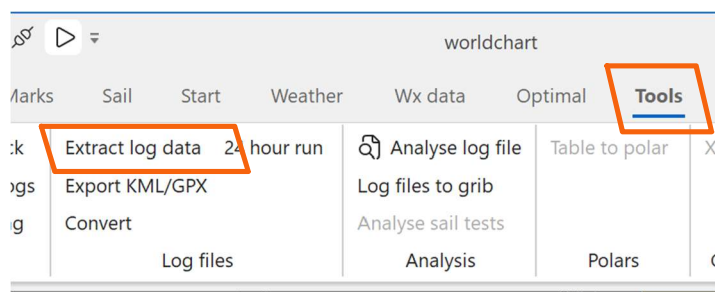 worldchart
Sail Start Weather Wx data Optimal Tools
Extract log data 24 hour run Analyse log file Table to polar
Export KML/GPX Log files to grib
Convert Analyse sail tests
Log files Analysis Polars